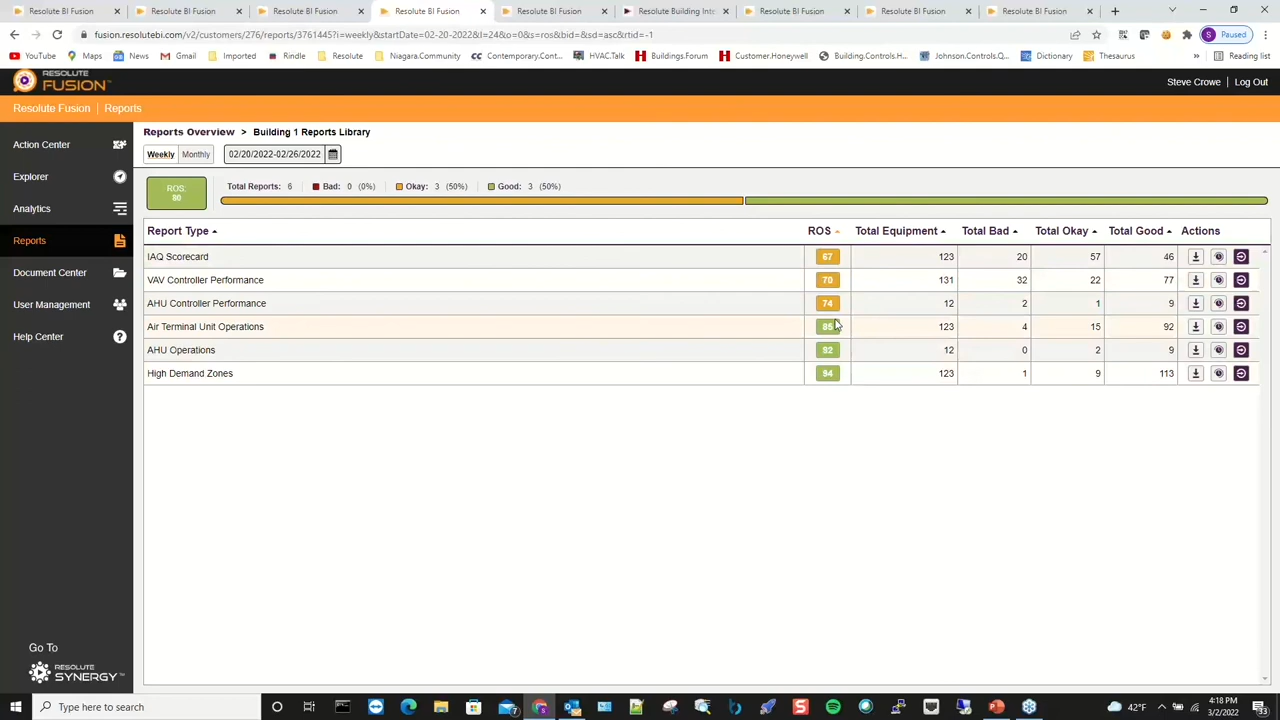 Resolute BI Fusion
Resolute BI Fusion
Resolute BI Fusion
Resolute BI Fusion
Resolute BI Fusion
Resolute Building Inte
Resolute BI Fusion
Resolute BI Fusion
Resolute BI Fusion
fusion.resolutebi.com/v2/customers/276/reports/3761445?i=weekly&startDate=02-20-2022&l=24&o=0&s=ros&bid=&sd=asc&rtid=-1
S Paused
YouTube Maps News Gmail Imported Rindle Resolute Niagara.Community Contemporary.Cont... HVAC.Talk Buildings.Forum Customer.Honeywell Building.Controls.H... Johnson.Controls.Q... Dictionary Thesaurus » Reading list
RESOLUTE
FUSION
Steve Crowe | Log Out
Resolute Fusion | Reports
Action Center
Explorer
Analytics
Reports
Document Center
User Management
Help Center
Go To
RESOLUTE
SYNERGY
Reports Overview > Building 1 Reports Library
Weekly Monthly 02/20/2022-02/26/2022
ROS:
80
Total Reports: 6 Bad: 0 (0%) Okay: 3 (50%) Good: 3 (50%)
Report Type ROS Total Equipment Total Bad Total Okay Total Good Actions
IAQ Scorecard 67 123 20 57 46
VAV Controller Performance 70 131 32 22 77
AHU Controller Performance 74 12 2 1 9
Air Terminal Unit Operations 85 123 4 15 92
AHU Operations 92 12 0 2 9
High Demand Zones 94 123 1 9 113
Type here to search
42°F
4:18 PM
3/2/2022